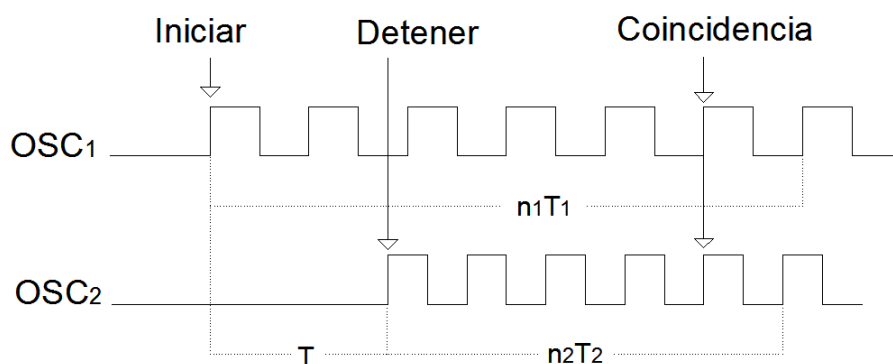 Iniciar
Detener
Coincidencia
OSC1
n1T1
OSC2
T
n2T2